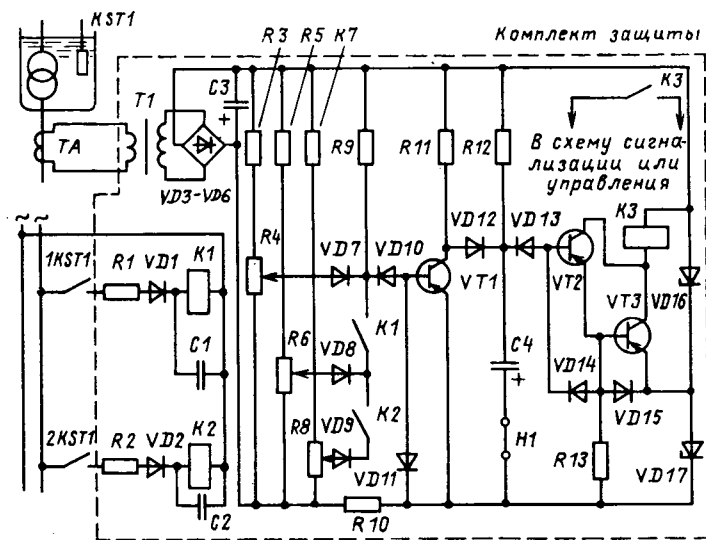 KST1
R3 R5 K7
Комплект защиты
C3
T1
K3
TA
R9
R11
R12
В схему сигна-
лизации или
управления
VD3-VD6
K3
R4
VD7
VD10
VD12
VD13
VT1
VT2
VT3
VD16
1KST1
R1
VD1
K1
K1
R6
VD8
C4
C1
VD14
VD15
2KST1
R2
VD2
K2
R8
VD9
K2
VD11
H1
R13
VD17
C2
R10